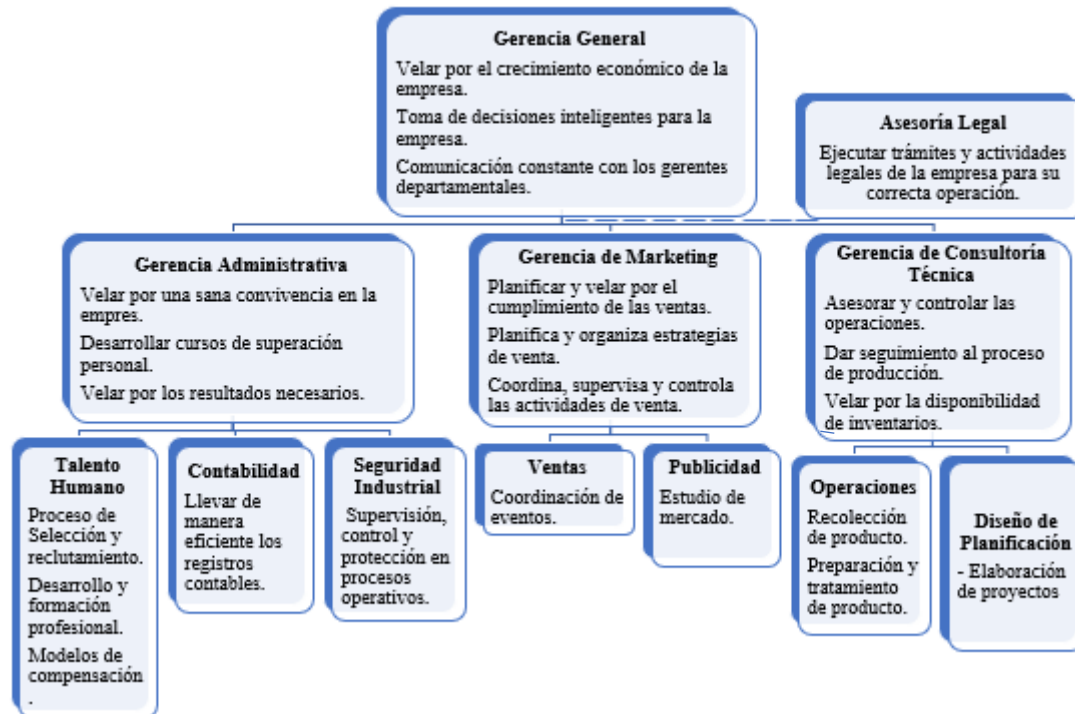 Gerencia General
Velar por el crecimiento económico de la
empresa.
Toma de decisiones inteligentes para la
empresa.
Comunicación constante con los gerentes
departamentales.
Asesoría Legal
Ejecutar trámites y actividades
legales de la empresa para su
correcta operación.
Gerencia Administrativa
Velar por una sana convivencia en la
empres.
Desarrollar cursos de superación
personal.
Velar por los resultados necesarios.
Gerencia de Marketing
Planificar y velar por el
cumplimiento de las ventas.
Planifica y organiza estrategias
de venta.
Coordina, supervisa y controla
las actividades de venta.
Gerencia de Consultoría
Técnica
Asesorar y controlar las
operaciones.
Dar seguimiento al proceso
de producción.
Velar por la disponibilidad
de inventarios.
Talento
Humano
Proceso de
Selección y
reclutamiento.
Desarrollo y
formación
profesional.
Modelos de
compensación
.
Contabilidad
Llevar de
manera
eficiente los
registros
contables.
Seguridad
Industrial
Supervisión,
control y
protección en
procesos
operativos.
Ventas
Coordinación de
eventos.
Publicidad
Estudio de
mercado.
Operaciones
Recolección
de producto.
Preparación y
tratamiento
de producto.
Diseño de
Planificación
- Elaboración
de proyectos